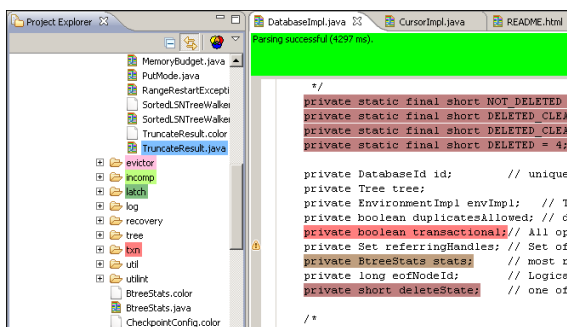 Project Explorer
MemoryBudget.java
PutMode.java
RangeRestartExcepti
SortedLSNTreeWalker
SortedLSNTreeWalker
TruncateResult.color
TruncateResult.java
evictor
incomp
latch
log
recovery
tree
txn
util
utilint
BtreeStats.color
BtreeStats.java
CheckpointConfig.color
DatabaseImpl.java
CursorImpl.java
README.html
Parsing successful (4297 ms).
*/
private static final short NOT_DELETED
private static final short DELETED_CLEA
private static final short DELETED_CLEA
private static final short DELETED = 4;
private DatabaseId id; // unique
private Tree tree;
private EnvironmentImpl envImpl; // T
private boolean duplicatesAllowed; // d
private boolean transactional; // All op
private Set referringHandles; // Set of
private BtreeStats stats; // most r
private long eofNodeId; // Logica
private short deleteState; // one of
/*